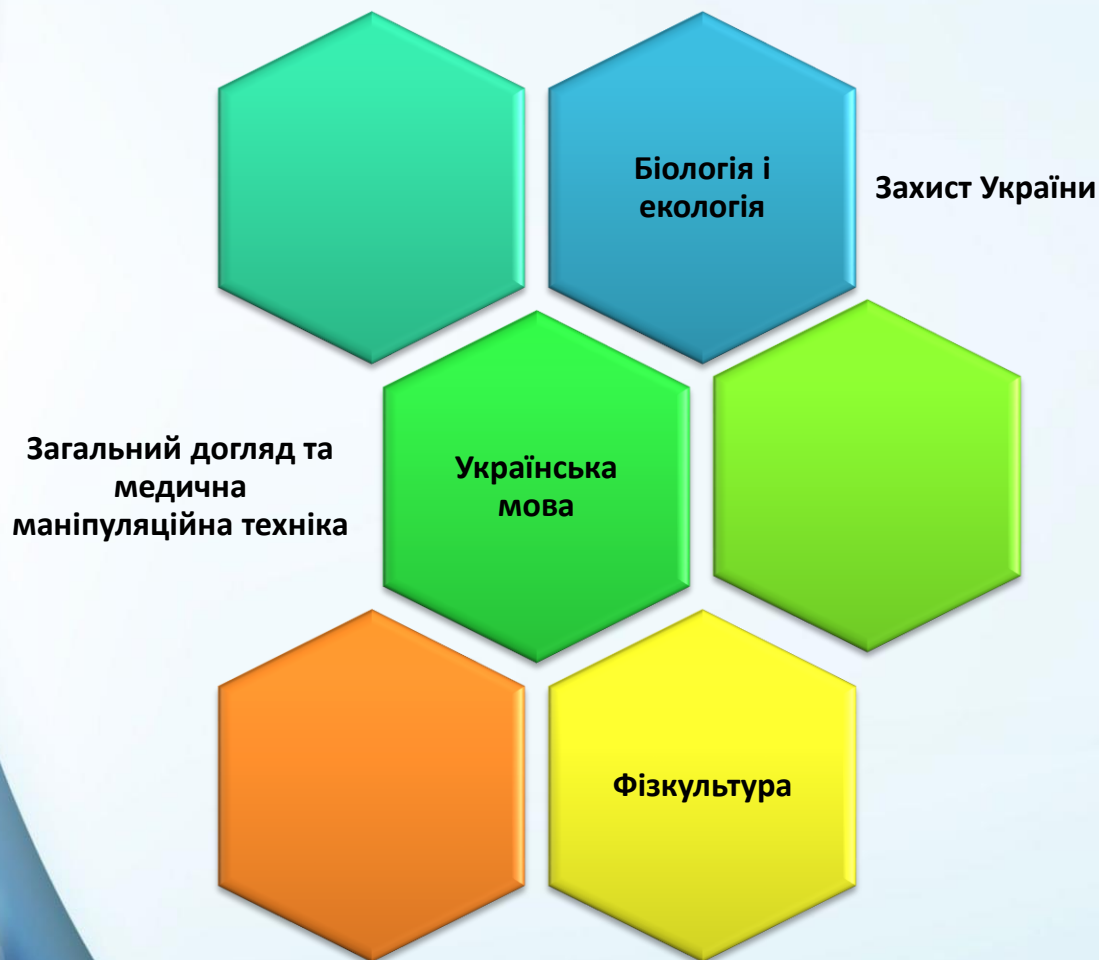 Біологія і
екологія
Захист України
Загальний догляд та
медична
маніпуляційна техніка
Українська
мова
Фізкультура